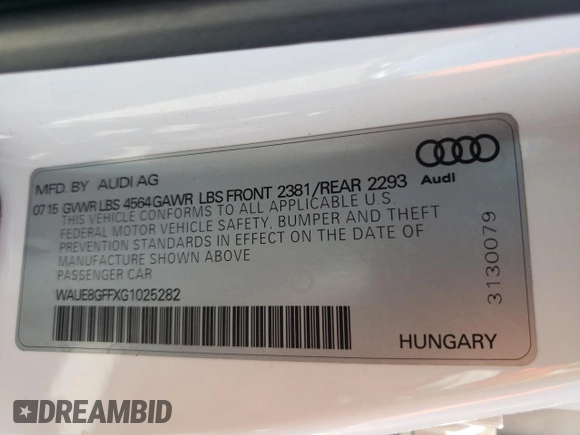 MFD. BY AUDI AG
Audi
07 15 GVWR LBS 4564 GAWR LBS FRONT 2381/REAR 2293
THIS VEHICLE CONFORMS TO ALL APPLICABLE U.S.
FEDERAL MOTOR VEHICLE SAFETY, BUMPER AND THEFT
PREVENTION STANDARDS IN EFFECT ON THE DATE OF
MANUFACTURE SHOWN ABOVE
PASSENGER CAR
WAUE8GFFXG1025282
3130079
HUNGARY
DREAMBID